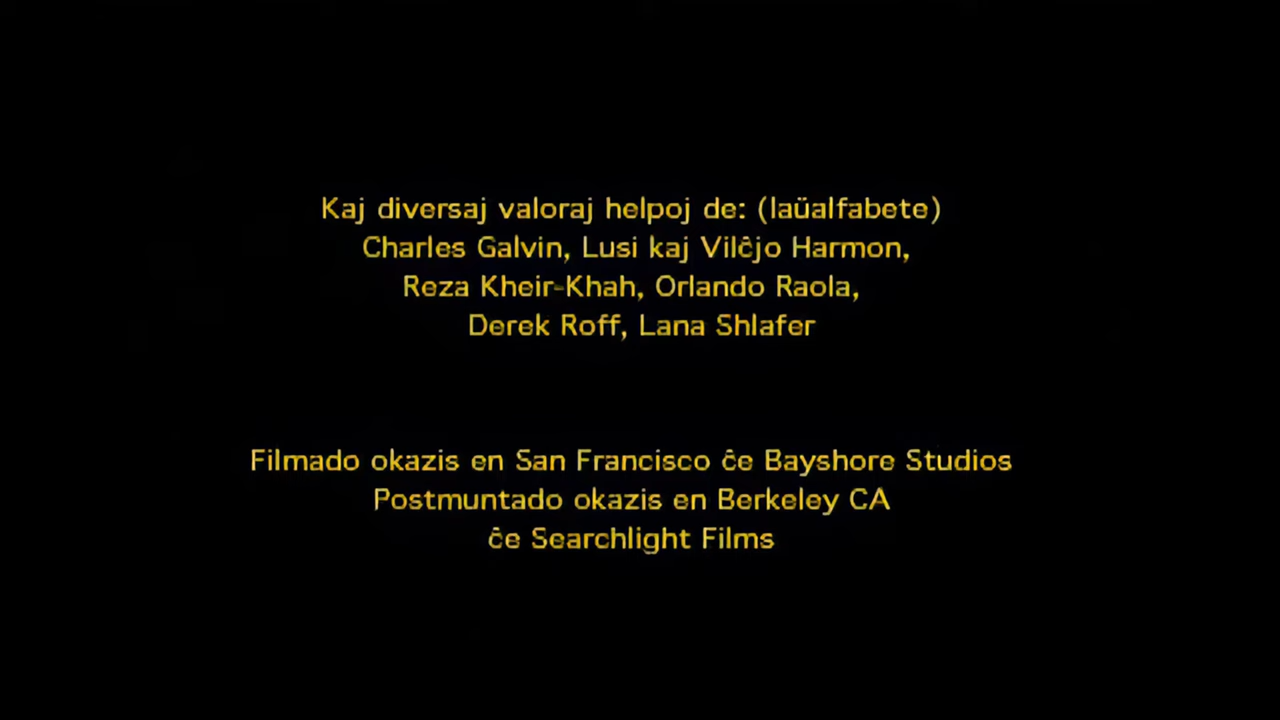 Kaj diversaj valoraj helpoj de: (laŭalfabete)
Charles Galvin, Lusi kaj Vilĉjo Harmon,
Reza Kheir-Khah, Orlando Raola,
Derek Roff, Lana Shlafer
Filmado okazis en San Francisco ĉe Bayshore Studios
Postmuntado okazis en Berkeley CA
ĉe Searchlight Films